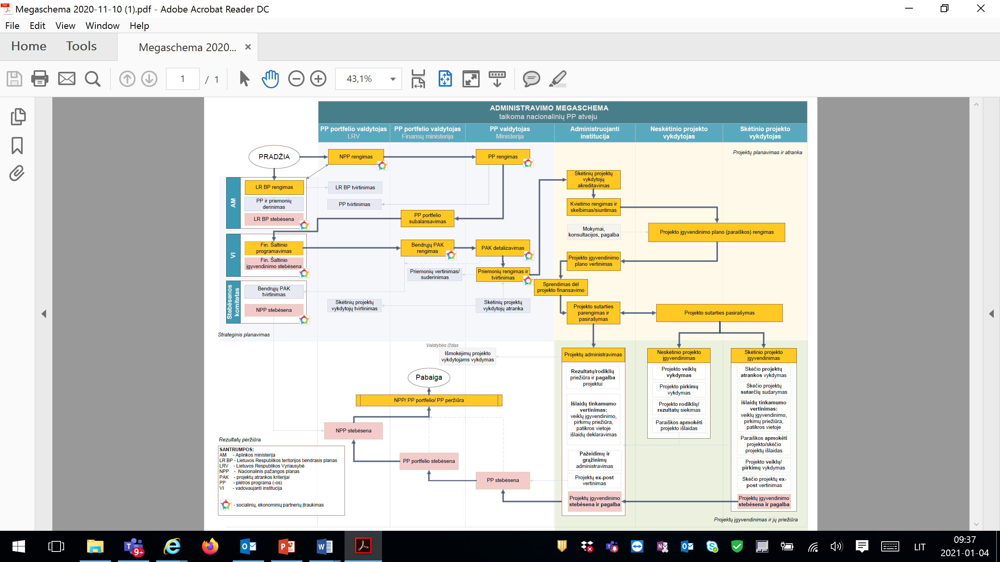 Megaschema 2020-11-10 (1).pdf - Adobe Acrobat Reader DC
File Edit View Window Help
Home Tools Megaschema 2020...
1 / 1 43,1%
ADMINISTRAVIMO MEGASCHEMA
taikoma nacionalinių PP atveju
PP portfelio valdytojas
LRV
PP portfelio valdytojas
Finansų ministerija
PP valdytojas
Ministerija
Administruojanti
institucija
Neskėtinio projekto
vykdytojas
Skėtinio projekto
vykdytojas
PRADŽIA
NPP rengimas
PP rengimas
Projektų planavimas ir atranka
AM
LR BP rengimas
PP ir priemonių
derinimas
LR BP stebėsena
LR BP tvirtinimas
PP tvirtinimas
PP portfelio
subalansavimas
Skėtinių projektų
vykdytojų
akreditavimas
Kvietimo rengimas ir
skelbimas/siuntimas
Mokymai,
konsultacijos, pagalba
Projekto įgyvendinimo plano (paraiškos) rengimas
VI
Fin. Šaltinio
programavimas
Fin. Šaltinio
įgyvendinimo stebėsena
Bendrųjų PAK
rengimas
PAK detalizavimas
Projekto įgyvendinimo
plano vertinimas
Priemonių vertinimas/
suderinimas
Priemonių rengimas ir
tvirtinimas
Sprendimas dėl
projekto finansavimo
Stebėsenos
komitetas
Bendrųjų PAK
tvirtinimas
NPP stebėsena
Skėtinių projektų
vykdytojų tvirtinimas
Skėtinių projektų
vykdytojų atranka
Projekto sutarties
parengimas ir
pasirašymas
Projekto sutarties pasirašymas
Strateginis planavimas
Valstybės iždas
Išmokėjimų projekto
vykdytojams vykdymas
Pabaiga
NPP/ PP portfelio/ PP peržiūra
NPP stebėsena
PP portfelio stebėsena
PP stebėsena
Projektų administravimas
Rezultatų/rodiklių
priežiūra ir pagalba
projektui
Išlaidų tinkamumo
vertinimas:
veiklų įgyvendinimo,
pirkimų priežiūra,
patikros vietoje
išlaidų deklaravimas
Pažeidimų ir
grąžinimų
administravimas
Projektų ex-post
vertinimas
Projektų įgyvendinimo
stebėsena ir pagalba
Neskėtinio projekto
įgyvendinimas
Projekto veiklų
vykdymas
Projekto pirkimų
vykdymas
Projekto rodiklių/
rezultatų siekimas
Paraiškos apmokėti
projekto išlaidas
Skėtinio projekto
įgyvendinimas
Skėčio projektų
atrankos vykdymas
Skėčio projektų
sutarčių sudarymas
išlaidų tinkamumo
vertinimas:
veiklų įgyvendinimo,
pirkimų priežiūra,
patikros vietoje
Paraiškos apmokėti
projekto/skėčio
projektų išlaidas
Projekto veiklų/
pirkimų vykdymas
Skėčio projektų ex-
post vertinimas
Projektų įgyvendinimo
stebėsena ir pagalba
Projektų įgyvendinimas ir jų priežiūra
Rezultatų peržiūra
SANTRUMPOS:
AM - Aplinkos ministerija
LR BP - Lietuvos Respublikos teritorijos bendrasis planas
LRV - Lietuvos Respublikos Vyriausybė
NPP - Nacionalinis pažangos planas
PAK - projektų atrankos kriterijai
PP - plėtros programa (-os)
VI - vadovaujanti institucija
- socialinių, ekonominių partnerių įtraukimas
9+
LIT
09:37
2021-01-04